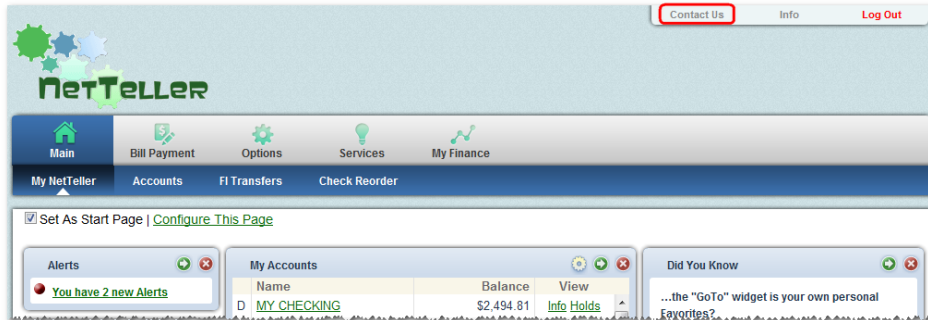 Contact Us Info Log Out
NetTeller
Main Bill Payment Options Services My Finance
My NetTeller Accounts FI Transfers Check Reorder
Set As Start Page | Configure This Page
Alerts
You have 2 new Alerts
My Accounts
Name Balance View
D MY CHECKING $2,494.81 Info Holds
Did You Know
...the "GoTo" widget is your own personal
Favorites?